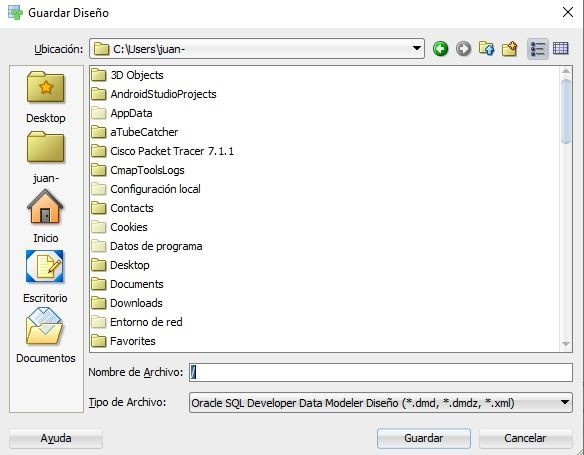 Guardar Diseño
Ubicación: C:\Users\juan-
3D Objects
AndroidStudioProjects
AppData
aTubeCatcher
Cisco Packet Tracer 7.1.1
CmapToolsLogs
Configuración local
Contacts
Cookies
Datos de programa
Desktop
Documents
Downloads
Entorno de red
Favorites
Desktop
juan-
Inicio
Escritorio
Documentos
Nombre de Archivo: /
Tipo de Archivo: Oracle SQL Developer Data Modeler Diseño (*.dmd, *.dmdz, *.xml)
Ayuda Guardar Cancelar